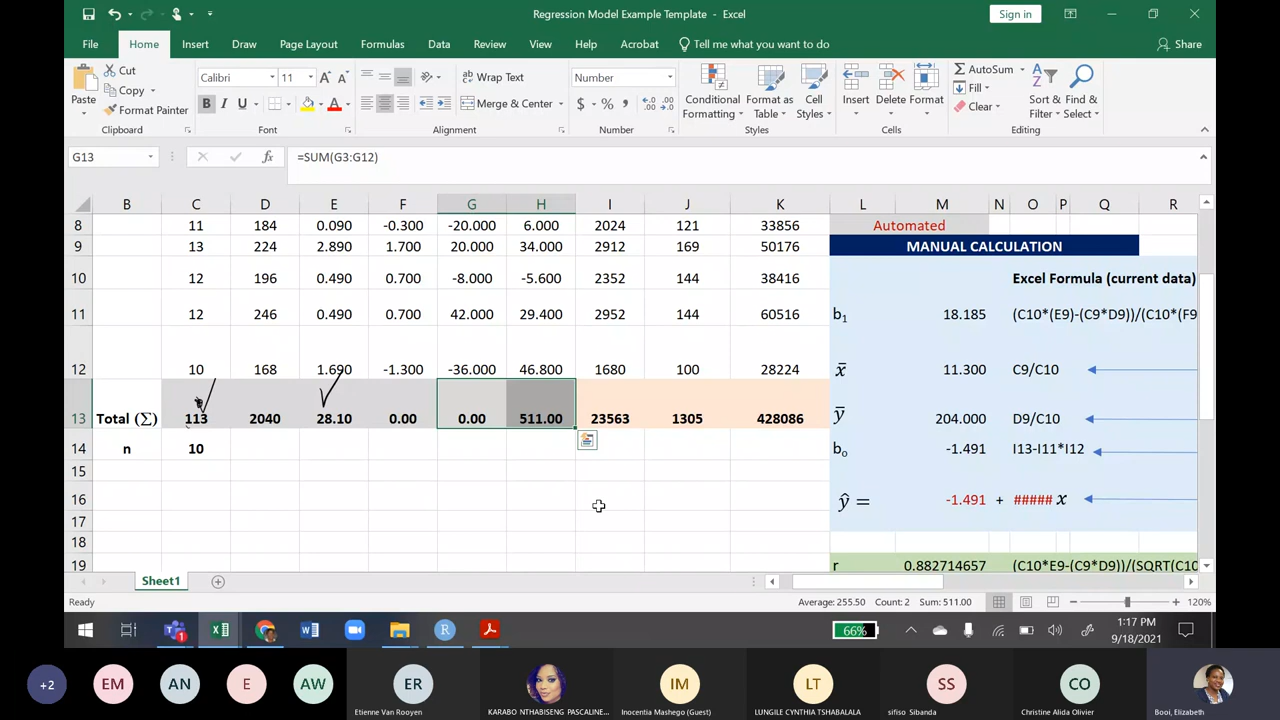 Regression Model Example Template - Excel
Sign in
File Home Insert Draw Page Layout Formulas Data Review View Help Acrobat Tell me what you want to do Share
Paste Cut Copy Format Painter Clipboard
Calibri 11 B I U Font
Wrap Text Merge & Center Alignment
Number $ % , Number
Conditional Formatting Format as Table Cell Styles Styles
Insert Delete Format Cells
AutoSum Fill Clear Sort & Filter Find & Select Editing
G13 fx =SUM(G3:G12)
B C D E F G H I J K L M N O P Q R
8 11 184 0.090 -0.300 -20.000 6.000 2024 121 33856 Automated
9 13 224 2.890 1.700 20.000 34.000 2912 169 50176 MANUAL CALCULATION
10 12 196 0.490 0.700 -8.000 -5.600 2352 144 38416 Excel Formula (current data)
11 12 246 0.490 0.700 42.000 29.400 2952 144 60516 b1 18.185 (C10*(E9)-(C9*D9))/(C10*(F9
12 10 168 1.690 -1.300 -36.000 46.800 1680 100 28224 x̄ 11.300 C9/C10
13 Total (∑) 113 2040 28.10 0.00 0.00 511.00 23563 1305 428086 ȳ 204.000 D9/C10
14 n 10 bo -1.491 I13-I11*I12
15
16 ŷ = -1.491 + ##### x
17
18
19 r 0.882714657 (C10*E9-(C9*D9))/(SQRT(C10
Sheet1
Ready Average: 255.50 Count: 2 Sum: 511.00 120%
66% 1:17 PM
9/18/2021
+2 EM AN E AW ER IM LT SS CO
Etienne Van Rooyen KARABO NTHABISENG PASCALINE... Inocentia Mashego (Guest) LUNGILE CYNTHIA TSHABALALA sifiso Sibanda Christine Alida Olivier Booi, Elizabeth